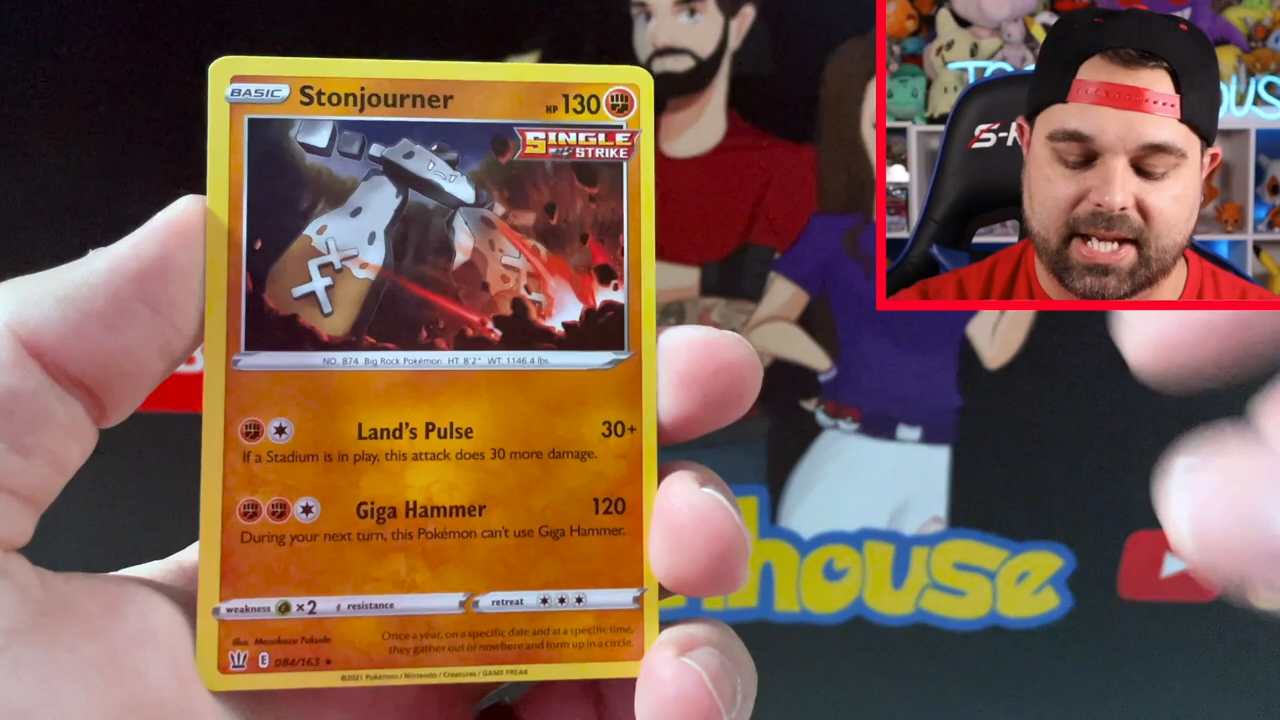 BASIC Stonjourner HP 130
SINGLE STRIKE
NO. 874 Big Rock Pokémon HT: 8'2" WT: 1146.4 lbs.
Land's Pulse 30+
If a Stadium is in play, this attack does 30 more damage.
Giga Hammer 120
During your next turn, this Pokémon can't use Giga Hammer.
weakness ×2 resistance retreat
Illus. Masakazu Fukuda
Once a year, on a specific date and at a specific time,
they gather out of nowhere and form up in a circle.
E 084/163 ★
©2021 Pokémon / Nintendo / Creatures / GAME FREAK
house